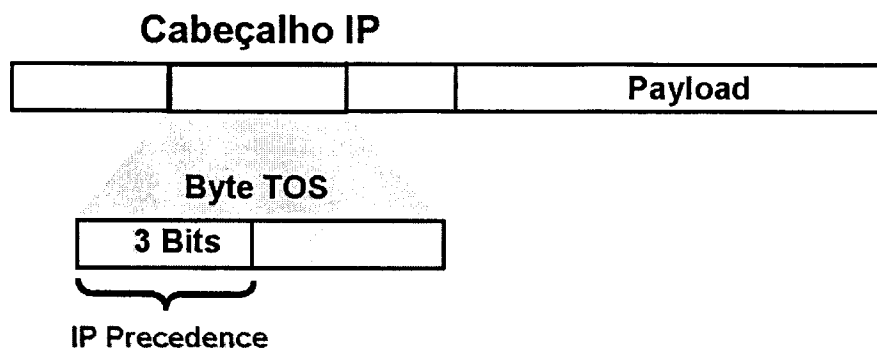 Cabeçalho IP
Payload
Byte TOS
3 Bits
IP Precedence